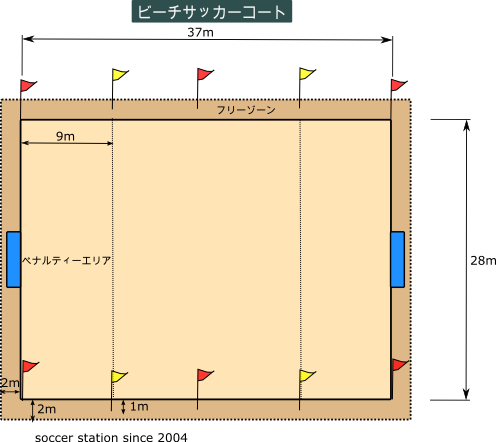 ビーチサッカーコート
37m
フリーゾーン
9m
ペナルティーエリア
28m
2m
2m
1m
soccer station since 2004